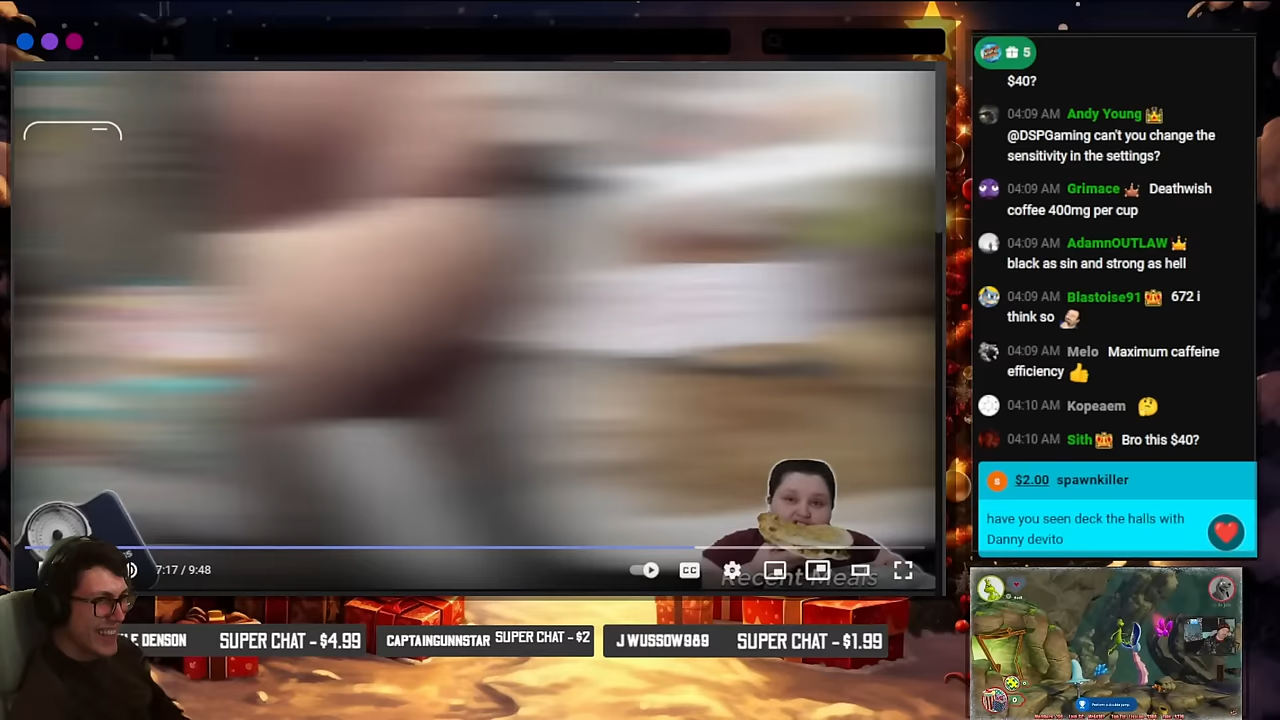 5
$40?
04:09 AM Andy Young
@DSPGaming can't you change the
sensitivity in the settings?
04:09 AM Grimace Deathwish
coffee 400mg per cup
04:09 AM AdamnOUTLAW
black as sin and strong as hell
04:09 AM Blastoise91 672 i
think so
04:09 AM Melo Maximum caffeine
efficiency
04:10 AM Kopeaem
04:10 AM Sith Bro this $40?
s $2.00 spawnkiller
have you seen deck the halls with
Danny devito
7:17 / 9:48
CC
Recent Meals
LE DENSON SUPER CHAT - $4.99
CAPTAINGUNNSTAR SUPER CHAT - $2
J WUSSOW989 SUPER CHAT - $1.99